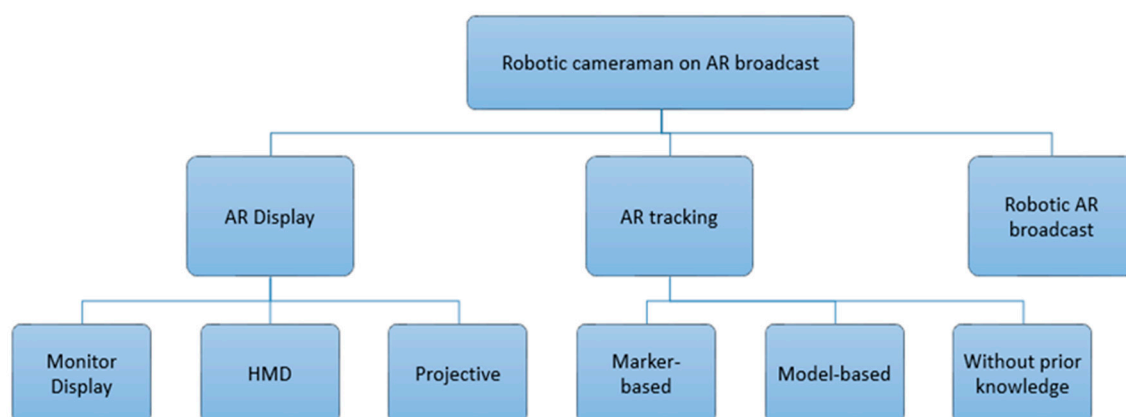 Robotic cameraman on AR broadcast
AR Display
AR tracking
Robotic AR
broadcast
Monitor
Display
HMD
Projective
Marker-
based
Model-based
Without prior
knowledge